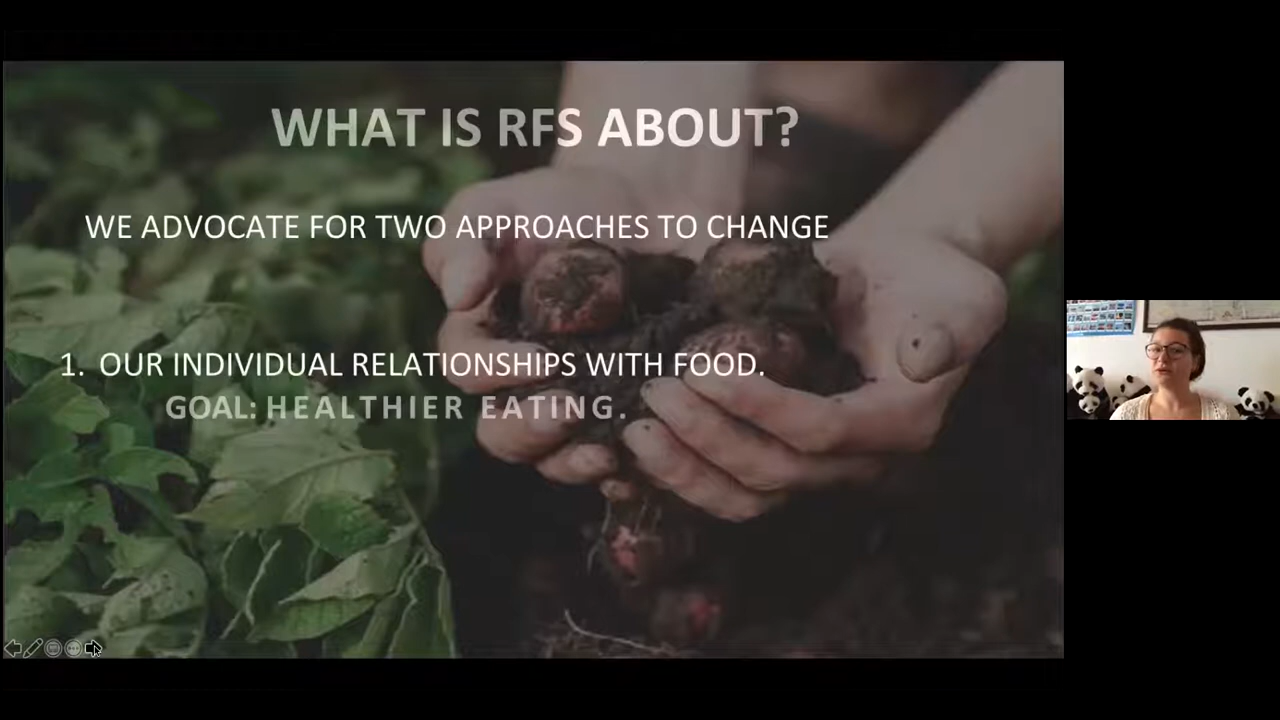 WHAT IS RFS ABOUT?
WE ADVOCATE FOR TWO APPROACHES TO CHANGE
1. OUR INDIVIDUAL RELATIONSHIPS WITH FOOD.
GOAL: HEALTHIER EATING.